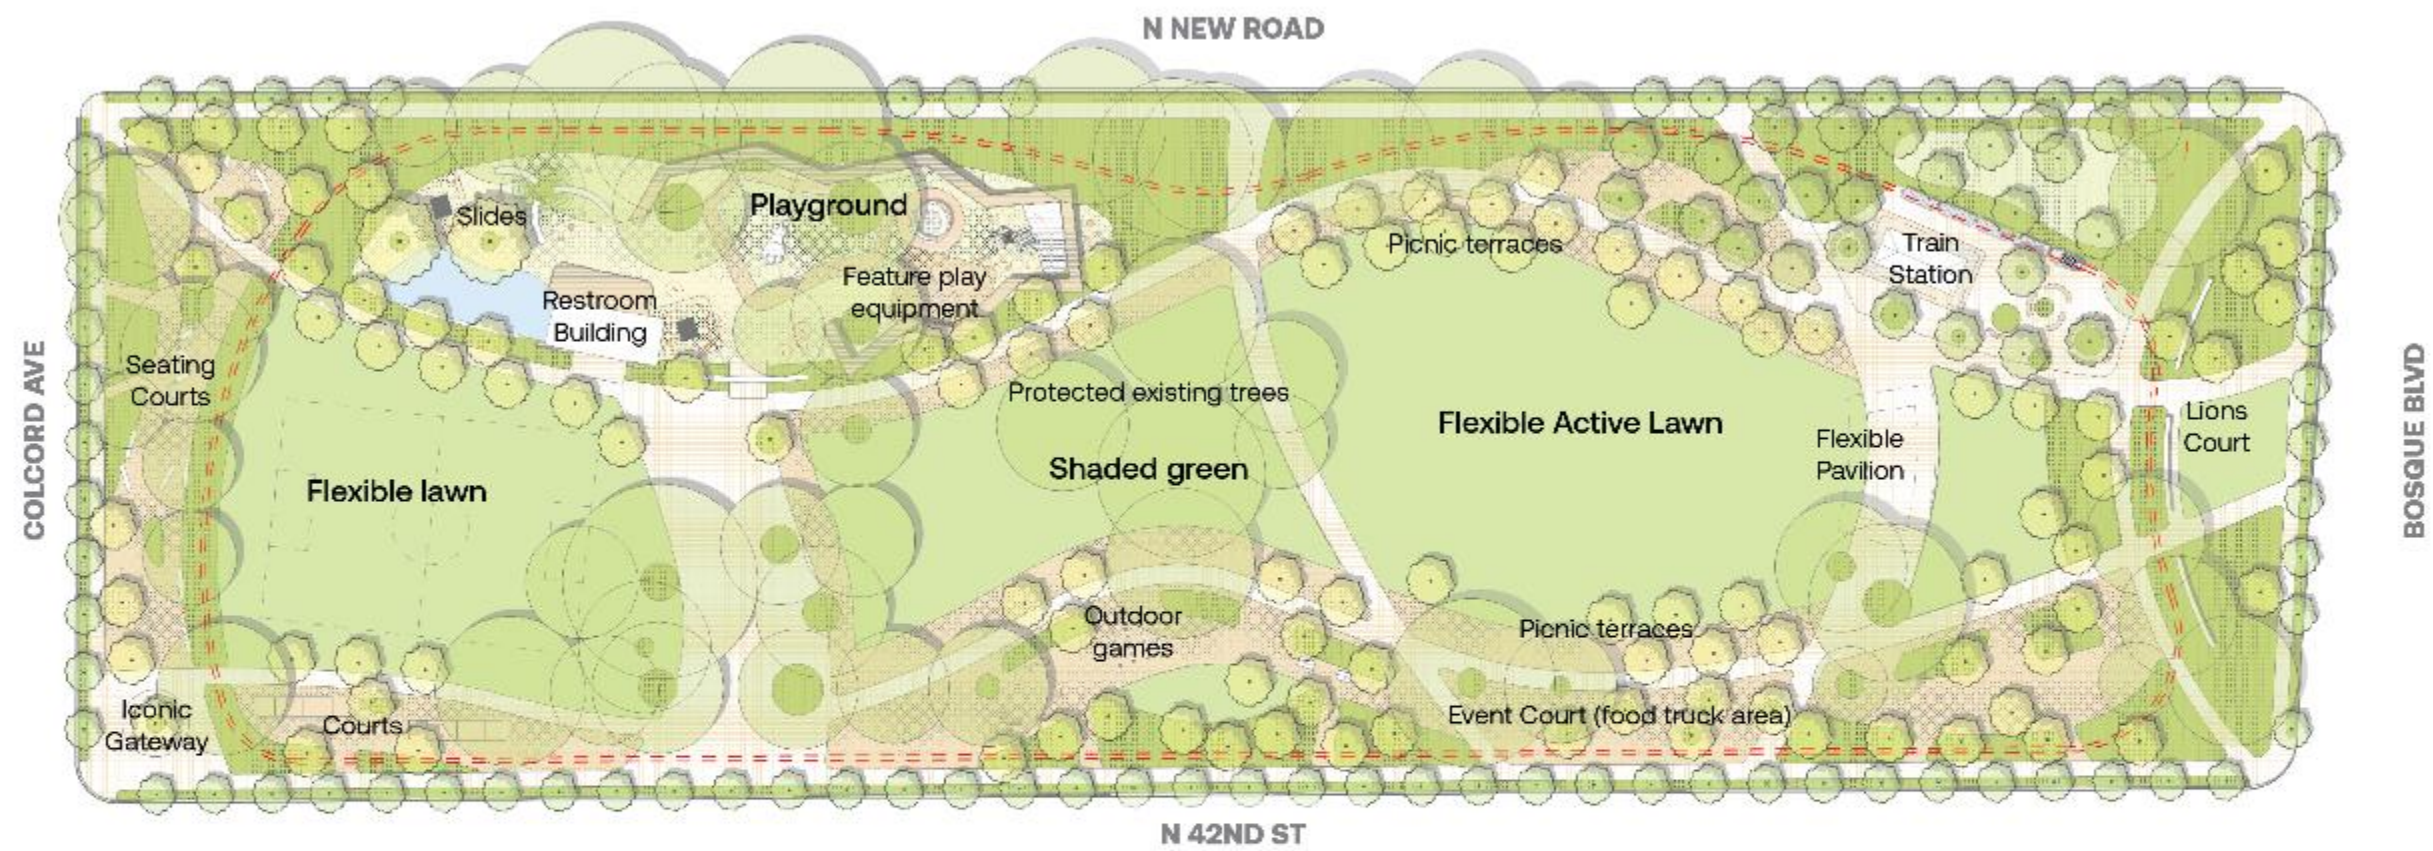 N NEW ROAD
Slides
Playground
Picnic terraces
Train
Station
Feature play
equipment
Restroom
Building
COLCORD AVE
Seating
Courts
Protected existing trees
Flexible Active Lawn
Lions
Court
BOSQUE BLVD
Flexible
Pavilion
Shaded green
Flexible lawn
Outdoor
games
Picnic terraces
Iconic
Gateway
Courts
Event Court (food truck area)
N 42ND ST